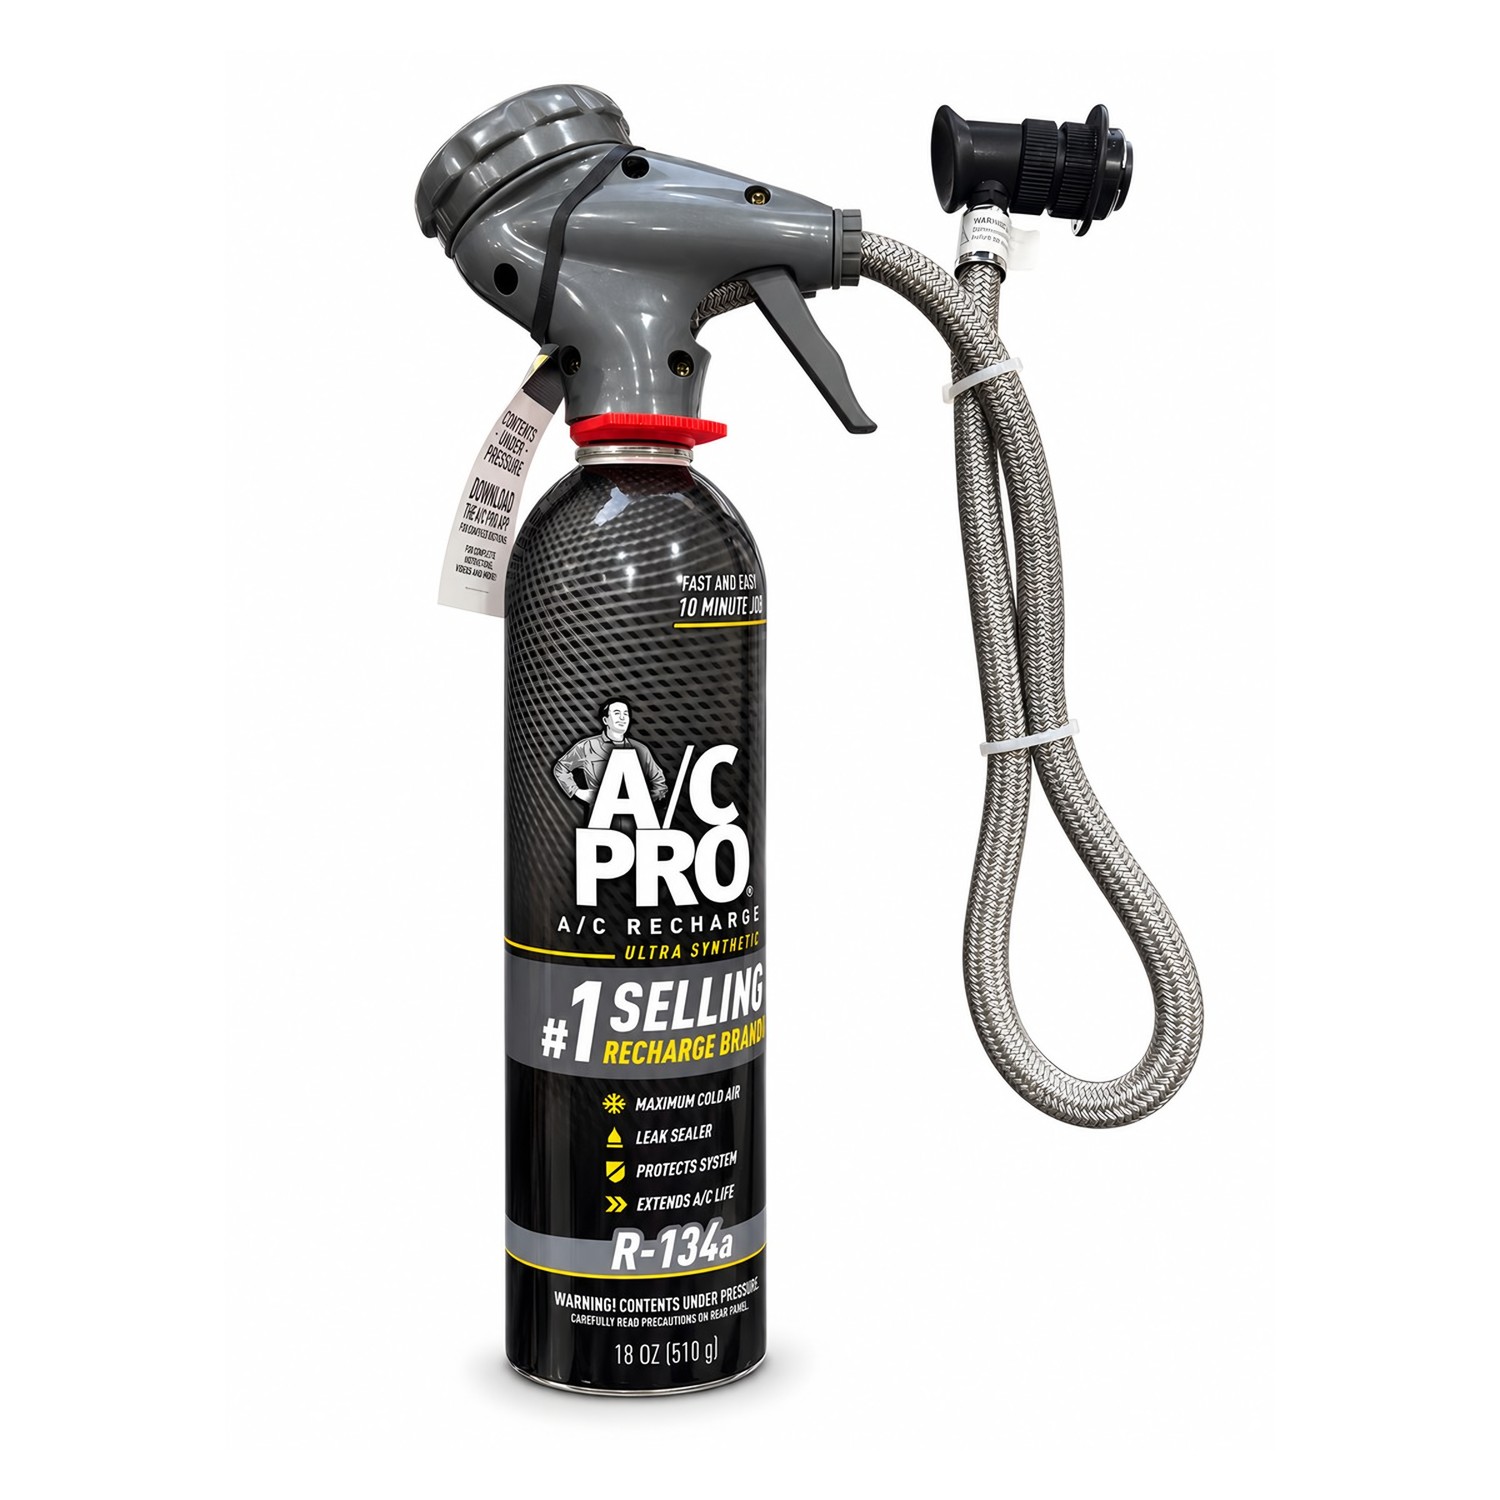 WARNING
CONTENTS
- UNDER -
PRESSURE
DOWNLOAD
THE A/C PRO APP
FOR COMPLETE
VIDEOS AND MORE!
FAST AND EASY
10 MINUTE JOB
A/C
PRO®
A/C RECHARGE
ULTRA SYNTHETIC
#1 SELLING
RECHARGE BRAND!
MAXIMUM COLD AIR
LEAK SEALER
PROTECTS SYSTEM
EXTENDS A/C LIFE
R-134a
WARNING! CONTENTS UNDER PRESSURE.
CAREFULLY READ PRECAUTIONS ON REAR PANEL.
18 OZ (510 g)